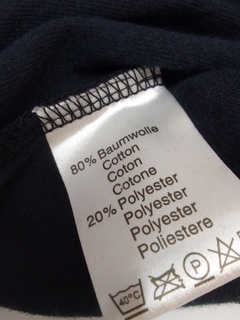 80% Baumwolle
Cotton
Coton
Cotone
20% Polyester
Polyester
Polyester
Poliestere
40°C
P